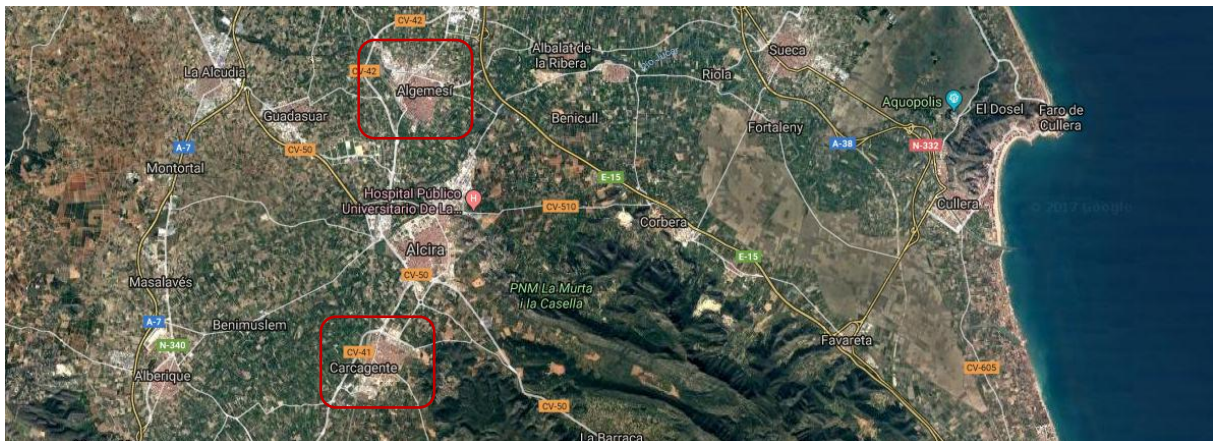 CV-42
Sueca
Albalat de
la Ribera
La Alcudia
CV-42
Río Júcar
Riola
Algemesí
Aquopolis
El Dosel
Faro de
Cullera
Guadasuar
Benicull
Fortaleny
A-7
CV-50
A-38
N-332
Montortal
E-15
Hospital Público
Universitario De La...
H
CV-510
Cullera
© 2017 Google
Corbera
Alcira
E-15
CV-50
Masalavés
PNM La Murta
i la Casella
A-7
Benimuslem
N-340
CV-41
Favareta
Alberique
Carcagente
CV-605
CV-50
La Barraca